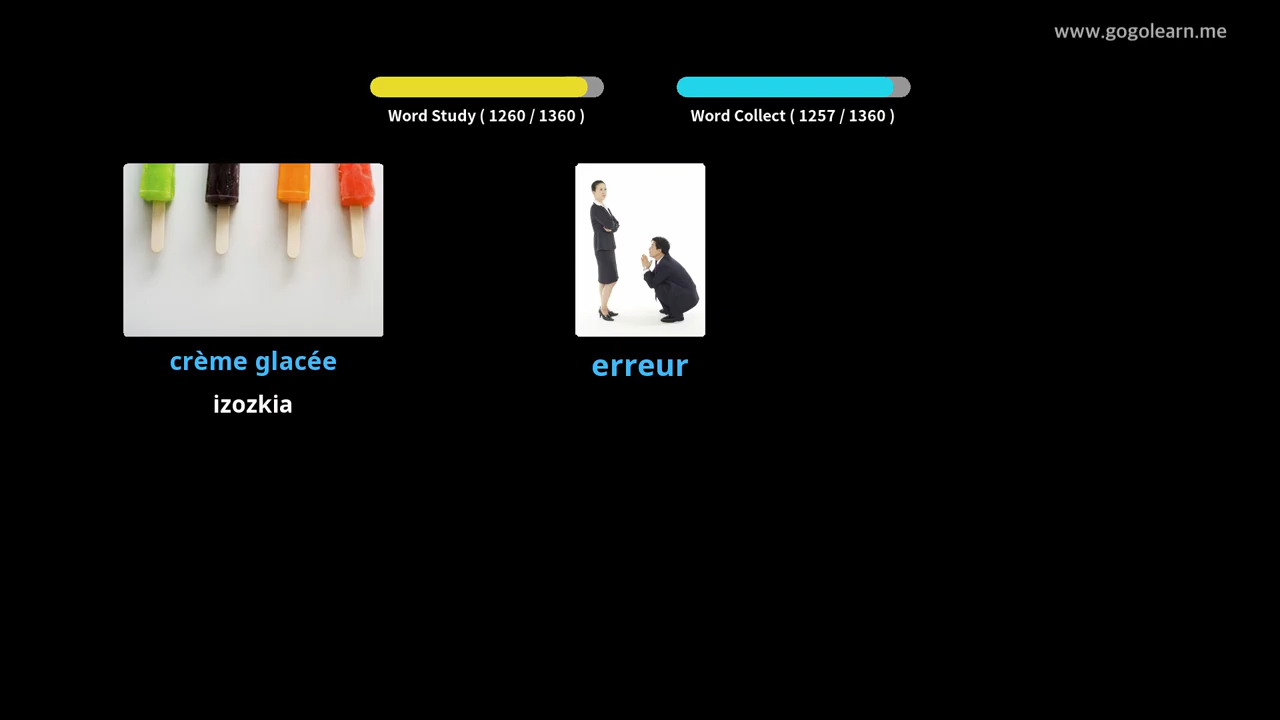 www.gogolearn.me
Word Study ( 1260 / 1360 )
Word Collect ( 1257 / 1360 )
crème glacée
izozkia
erreur